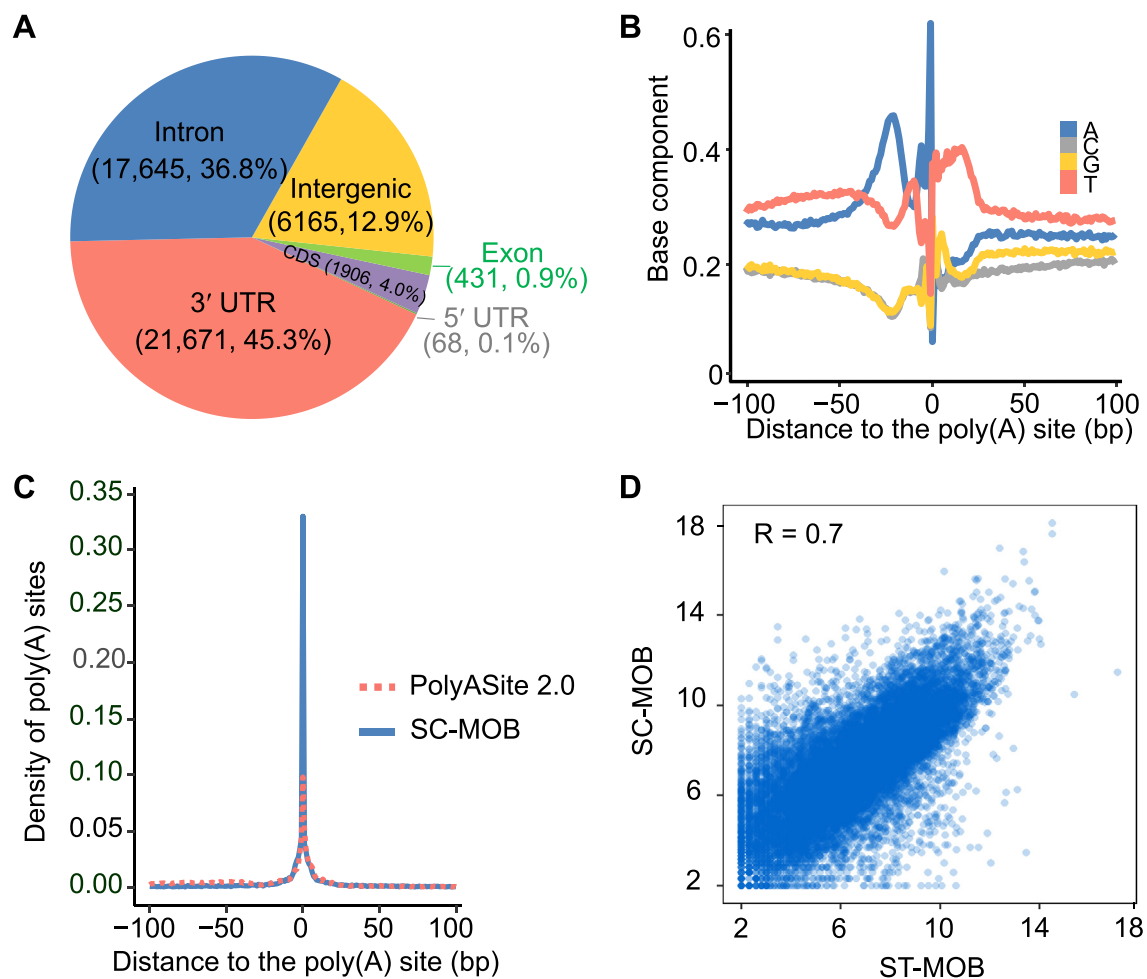 A
Intron
(17,645, 36.8%)
Intergenic
(6165,12.9%)
Exon
(431, 0.9%)
CDS (1906, 4.0%)
5′ UTR
(68, 0.1%)
3′ UTR
(21,671, 45.3%)
B
Base component
0.6
0.4
0.2
0
A
C
G
T
−100
−50
0
50
100
Distance to the poly(A) site (bp)
C
Density of poly(A) sites
0.35
0.30
0.25
0.20
0.15
0.10
0.05
0.00
PolyASite 2.0
SC-MOB
−100
−50
0
50
100
Distance to the poly(A) site (bp)
D
R = 0.7
SC-MOB
18
14
10
6
2
2
6
10
14
18
ST-MOB